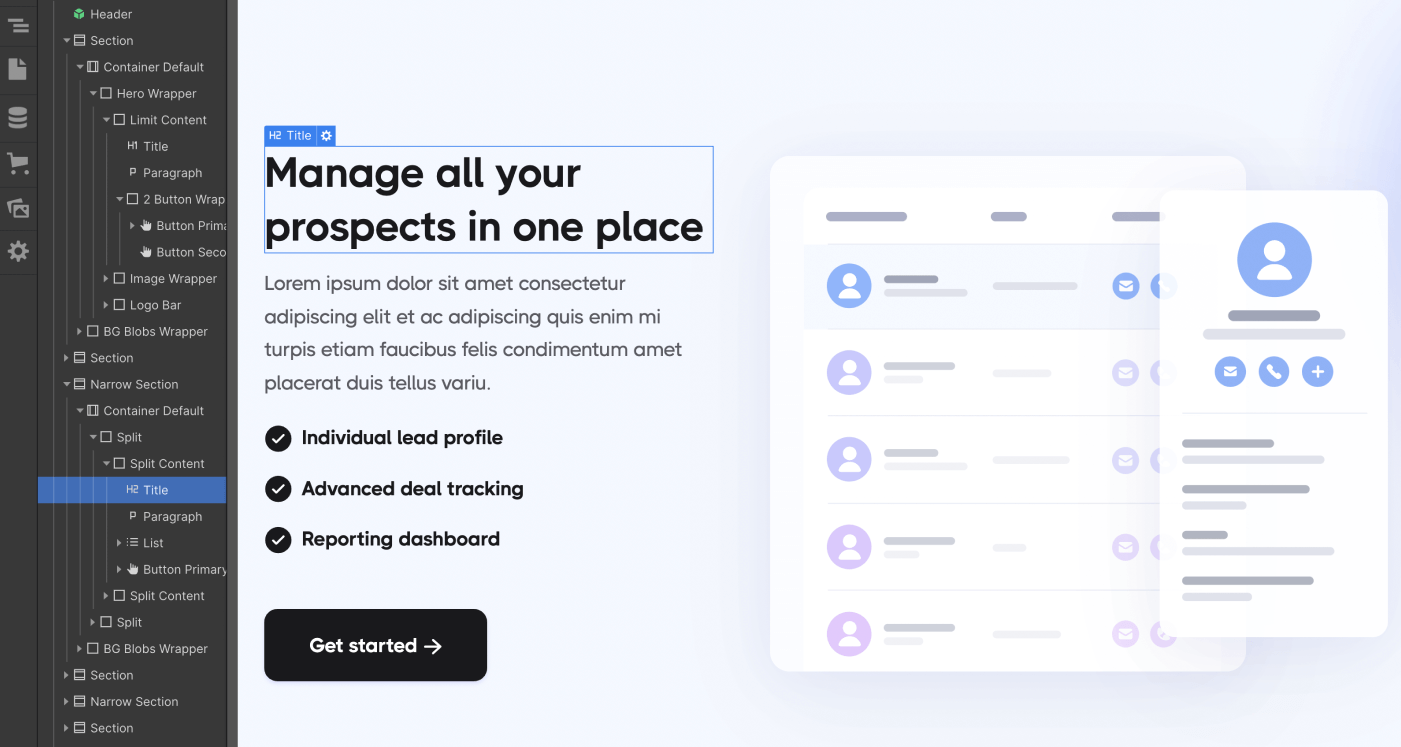 Header
Section
Container Default
Hero Wrapper
Limit Content
H1 Title
P Paragraph
2 Button Wrap
Button Prima
Button Seco
Image Wrapper
Logo Bar
BG Blobs Wrapper
Section
Narrow Section
Container Default
Split
Split Content
H2 Title
P Paragraph
List
Button Primary
Split Content
Split
BG Blobs Wrapper
Section
Narrow Section
Section
H2 Title
Manage all your
prospects in one place
Lorem ipsum dolor sit amet consectetur
adipiscing elit et ac adipiscing quis enim mi
turpis etiam faucibus felis condimentum amet
placerat duis tellus variu.
Individual lead profile
Advanced deal tracking
Reporting dashboard
Get started →